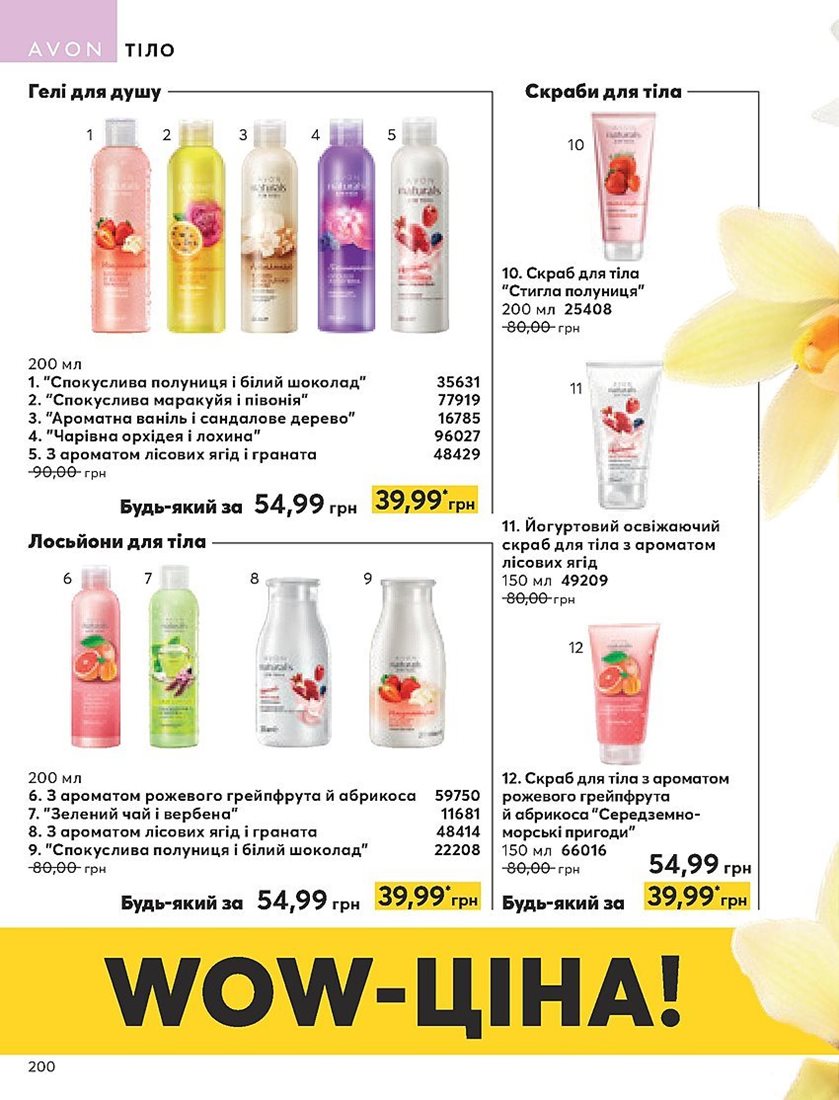 AVON ТІЛО
Гелі для душу
1
2
3
4
5
200 мл
1. "Спокуслива полуниця і білий шоколад" 35631
2. "Спокуслива маракуйя і півонія" 77919
3. "Ароматна ваніль і сандалове дерево" 16785
4. "Чарівна орхідея і лохина" 96027
5. З ароматом лісових ягід і граната 48429
90,00 грн
Будь-який за 54,99 грн 39,99* грн
Лосьйони для тіла
6
7
8
9
200 мл
6. З ароматом рожевого грейпфрута й абрикоса 59750
7. "Зелений чай і вербена" 11681
8. З ароматом лісових ягід і граната 48414
9. "Спокуслива полуниця і білий шоколад" 22208
80,00 грн
Будь-який за 54,99 грн 39,99* грн
Скраби для тіла
10
10. Скраб для тіла
"Стигла полуниця"
200 мл 25408
80,00 грн
11
11. Йогуртовий освіжаючий
скраб для тіла з ароматом
лісових ягід
150 мл 49209
80,00 грн
12
12. Скраб для тіла з ароматом
рожевого грейпфрута
й абрикоса "Середземно-
морські пригоди"
150 мл 66016
80,00 грн
54,99 грн
Будь-який за 39,99* грн
WOW-ЦІНА!
200